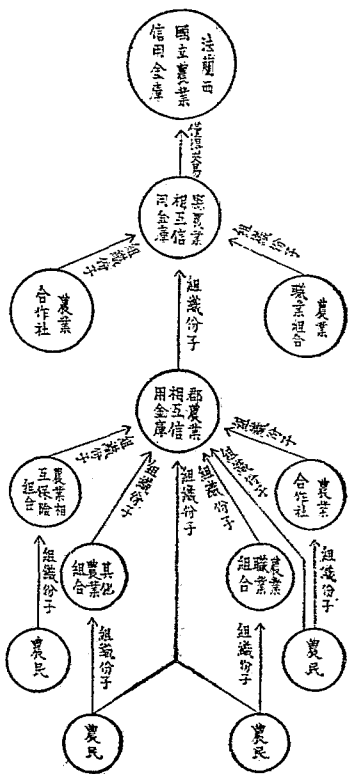 法蘭西
國立農業
信用金庫
僅得交易
縣農業
相互信
用金庫
組織份子
組織份子
農業
合作社
組織份子
農業
職業組合
郡農業
相互信
用金庫
組織份子
組織份子
組織份子
組織份子
組織份子
組織份子
農業相
互保險
組合
其他
農業
組合
農業
職業
組合
農業
合作社
組織份子
組織份子
組織份子
組織份子
農民
農民
農民
農民